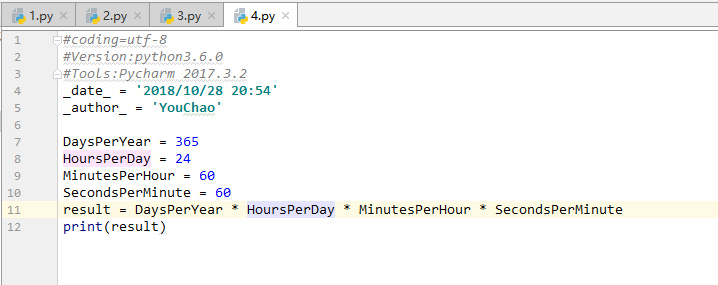 1.py 2.py 3.py 4.py
1 #coding=utf-8
2 #Version:python3.6.0
3 #Tools:Pycharm 2017.3.2
4 _date_ = '2018/10/28 20:54'
5 _author_ = 'YouChao'
6
7 DaysPerYear = 365
8 HoursPerDay = 24
9 MinutesPerHour = 60
10 SecondsPerMinute = 60
11 result = DaysPerYear * HoursPerDay * MinutesPerHour * SecondsPerMinute
12 print(result)